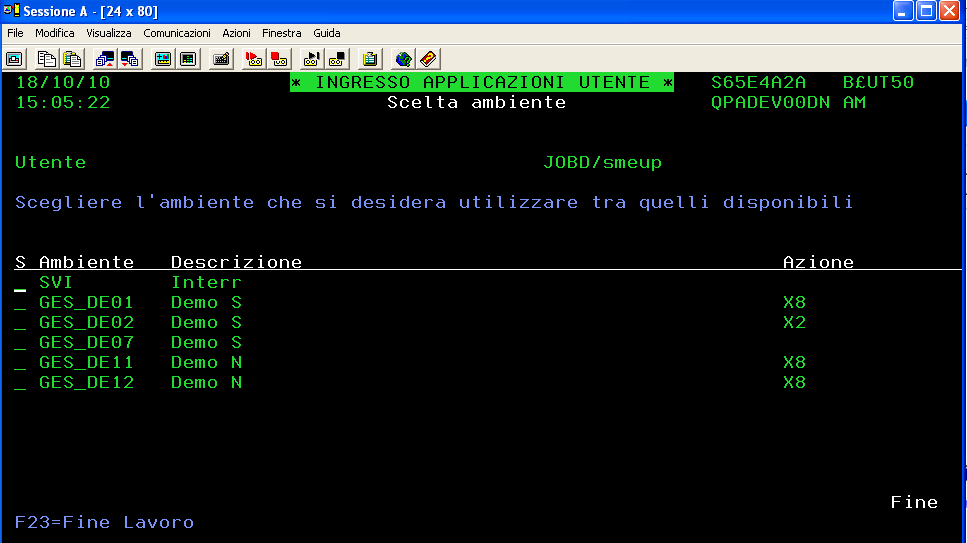 Sessione A - [24 x 80]
File Modifica Visualizza Comunicazioni Azioni Finestra Guida
18/10/10 * INGRESSO APPLICAZIONI UTENTE * S65E4A2A B£UT50
15:05:22 Scelta ambiente QPADEV00DN AM
Utente JOBD/smeup
Scegliere l'ambiente che si desidera utilizzare tra quelli disponibili
S Ambiente Descrizione Azione
_ SVI Interr
_ GES_DE01 Demo S X8
_ GES_DE02 Demo S X2
_ GES_DE07 Demo S
_ GES_DE11 Demo N X8
_ GES_DE12 Demo N X8
Fine
F23=Fine Lavoro